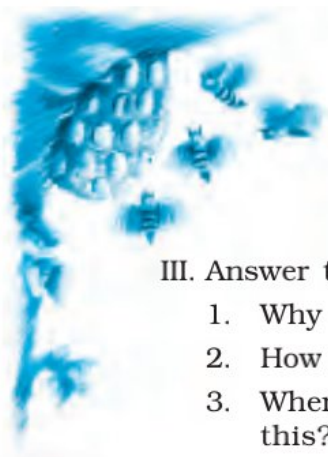 III. Answer t
1. Why
2. How
3. When
this?